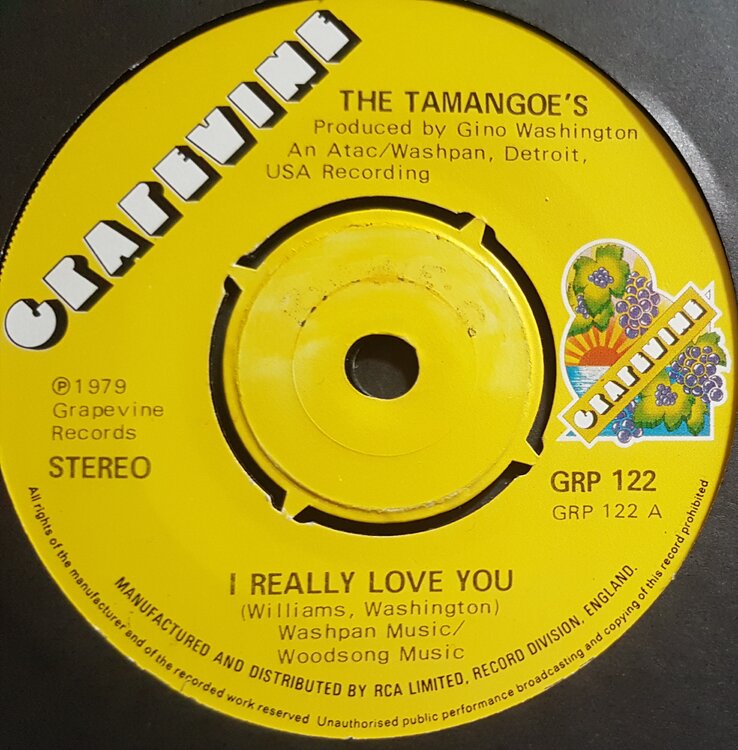 GRAPEVINE
THE TAMANGOE'S
Produced by Gino Washington
An Atac/Washpan, Detroit,
USA Recording
GRAPEVINE
℗1979
Grapevine
Records
STEREO
GRP 122
GRP 122 A
I REALLY LOVE YOU
(Williams, Washington)
Washpan Music/
Woodsong Music
MANUFACTURED AND DISTRIBUTED BY RCA LIMITED, RECORD DIVISION, ENGLAND.
All rights of the manufacturer and of the recorded work reserved Unauthorised public performance broadcasting and copying of this record prohibited